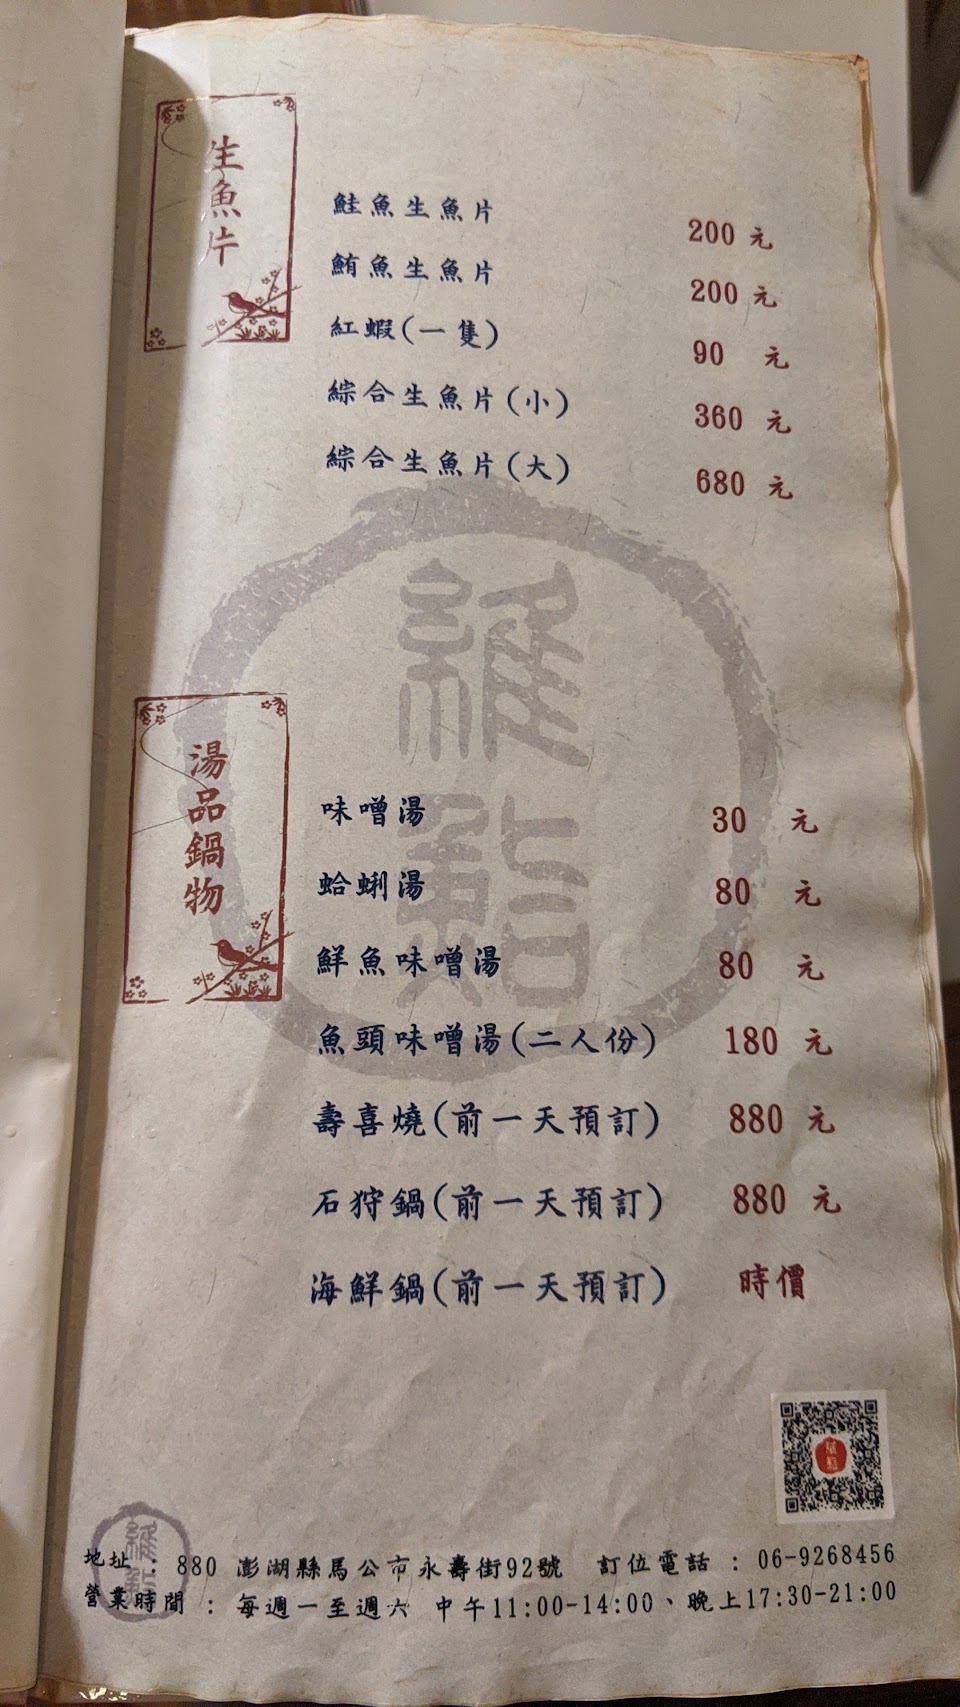 生魚片
鮭魚生魚片 200 元
鮪魚生魚片 200 元
紅蝦(一隻) 90 元
綜合生魚片(小) 360 元
綜合生魚片(大) 680 元
維鮨
湯品鍋物
味噌湯 30 元
蛤蜊湯 80 元
鮮魚味噌湯 80 元
魚頭味噌湯(二人份) 180 元
壽喜燒(前一天預訂) 880 元
石狩鍋(前一天預訂) 880 元
海鮮鍋(前一天預訂) 時價
維鮨
地址 : 880 澎湖縣馬公市永壽街92號 訂位電話 : 06-9268456
營業時間 : 每週一至週六 中午11:00-14:00、晚上17:30-21:00